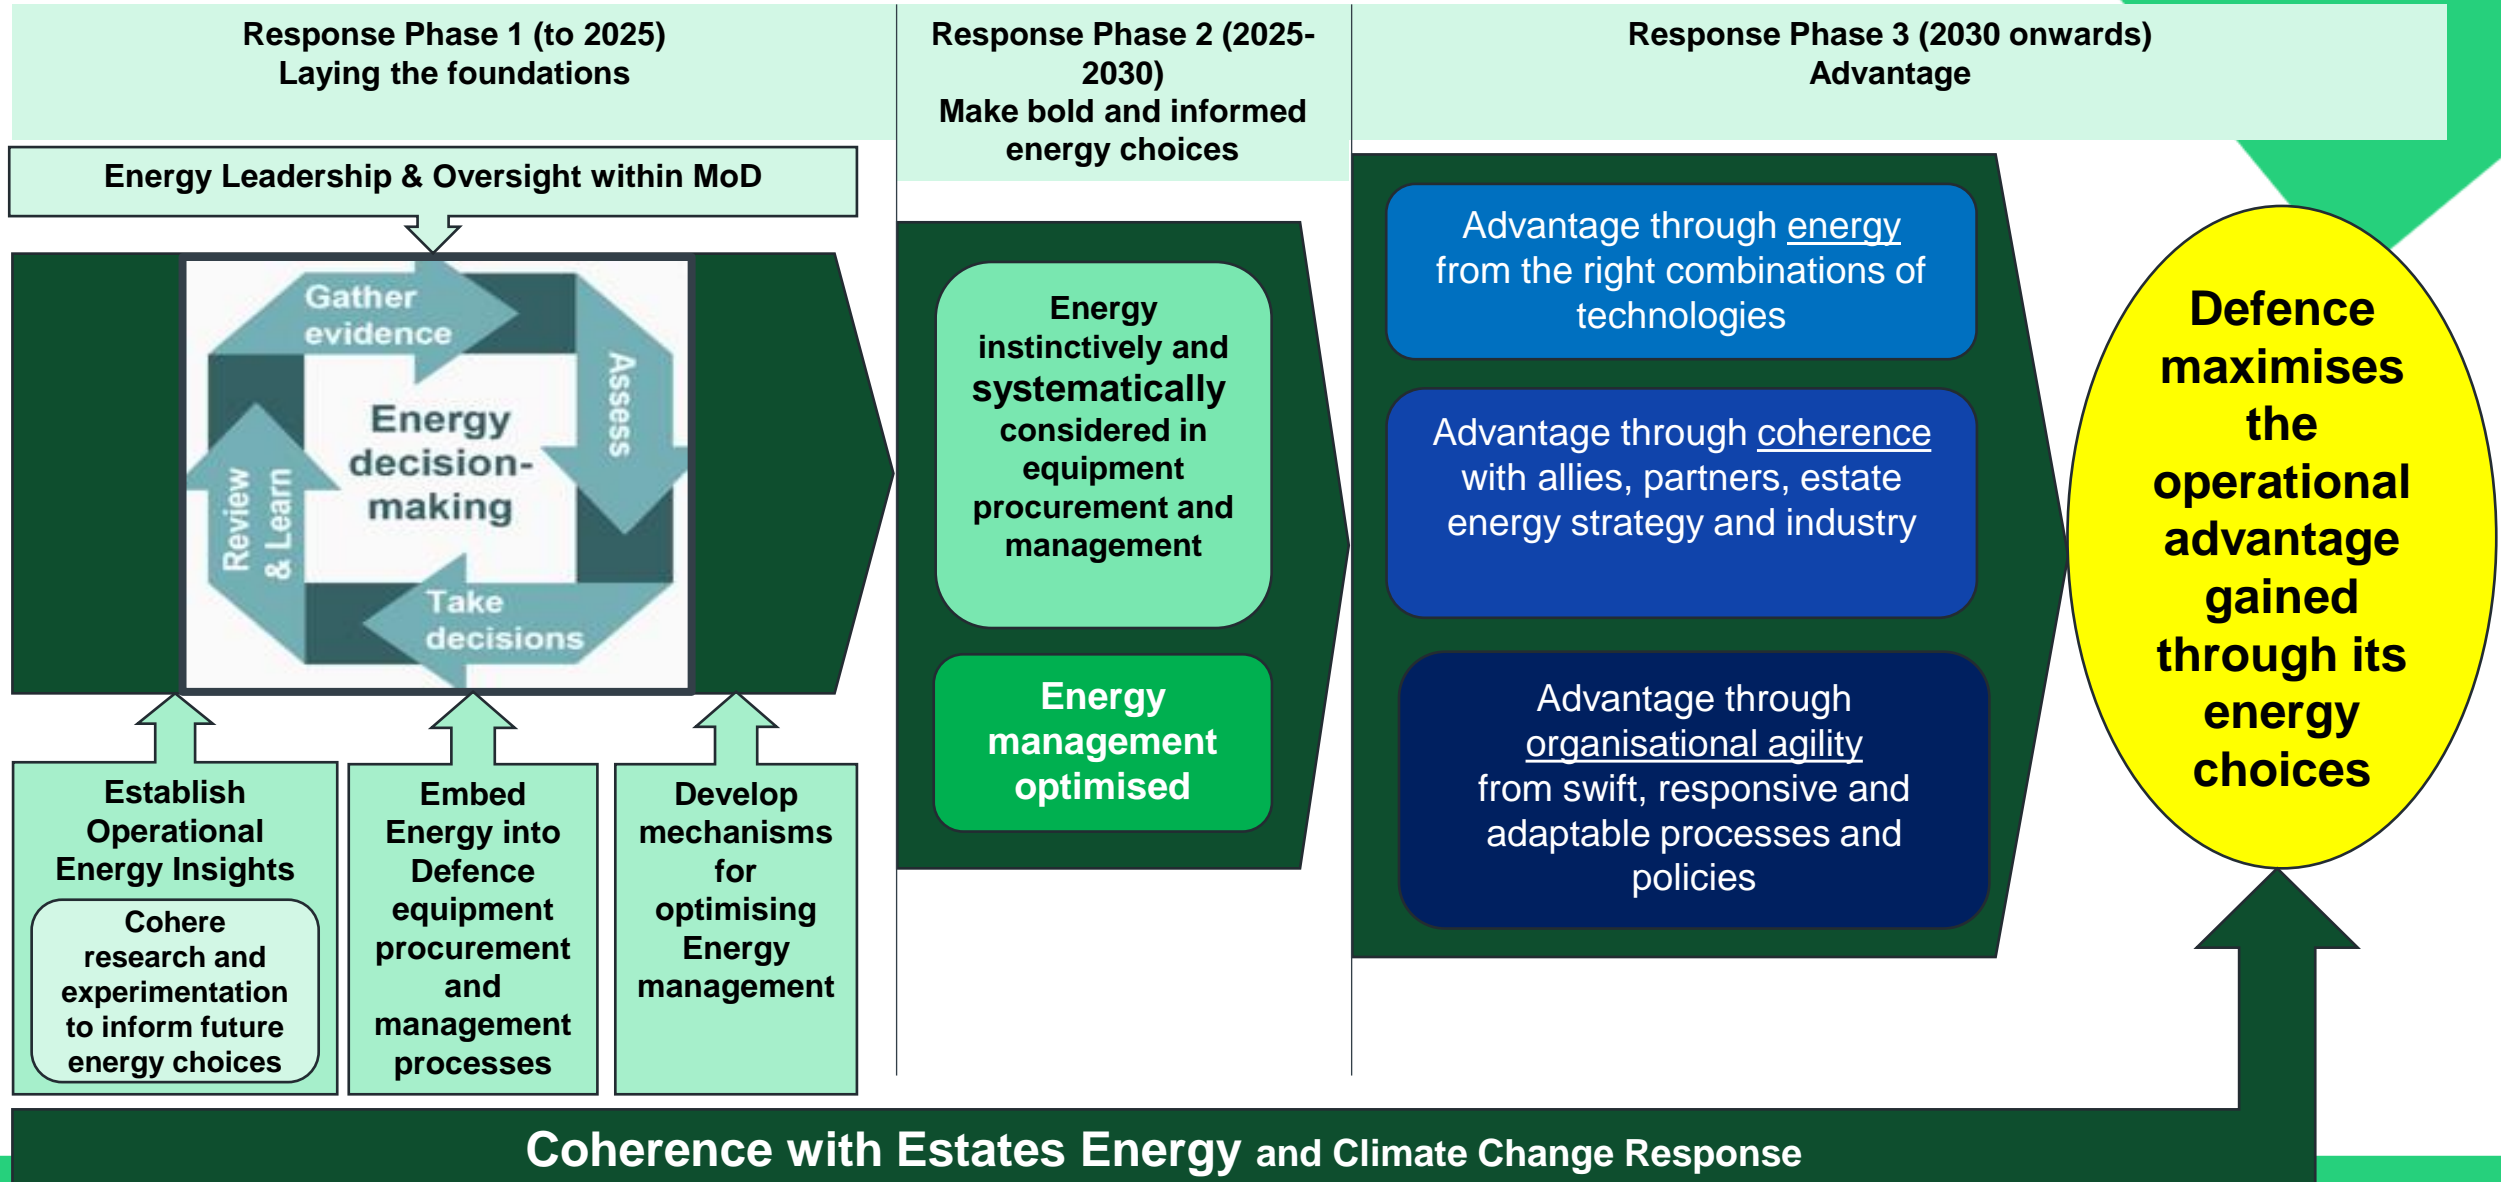 Response Phase 1 (to 2025)
Laying the foundations
Response Phase 2 (2025-
2030)
Make bold and informed
energy choices
Response Phase 3 (2030 onwards)
Advantage
Energy Leadership & Oversight within MoD
Gather
evidence
Assess
Take
decisions
Review
& Learn
Energy
decision-
making
Establish
Operational
Energy Insights
Cohere
research and
experimentation
to inform future
energy choices
Embed
Energy into
Defence
equipment
procurement
and
management
processes
Develop
mechanisms
for
optimising
Energy
management
Energy
instinctively and
systematically
considered in
equipment
procurement and
management
Energy
management
optimised
Advantage through energy
from the right combinations of
technologies
Advantage through coherence
with allies, partners, estate
energy strategy and industry
Advantage through
organisational agility
from swift, responsive and
adaptable processes and
policies
Defence
maximises
the
operational
advantage
gained
through its
energy
choices
Coherence with Estates Energy and Climate Change Response